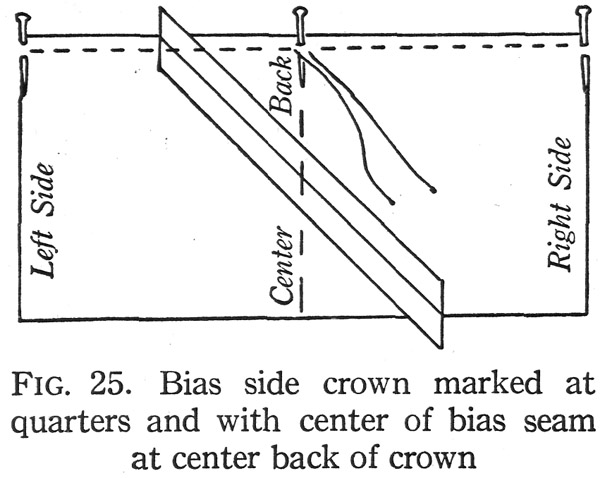 Left Side
Center Back
Right Side
FIG. 25. Bias side crown marked at
quarters and with center of bias seam
at center back of crown